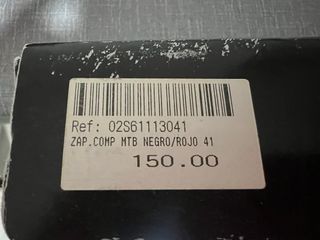 Ref: 02S61113041
ZAP.COMP MTB NEGRO/ROJO 41
150.00